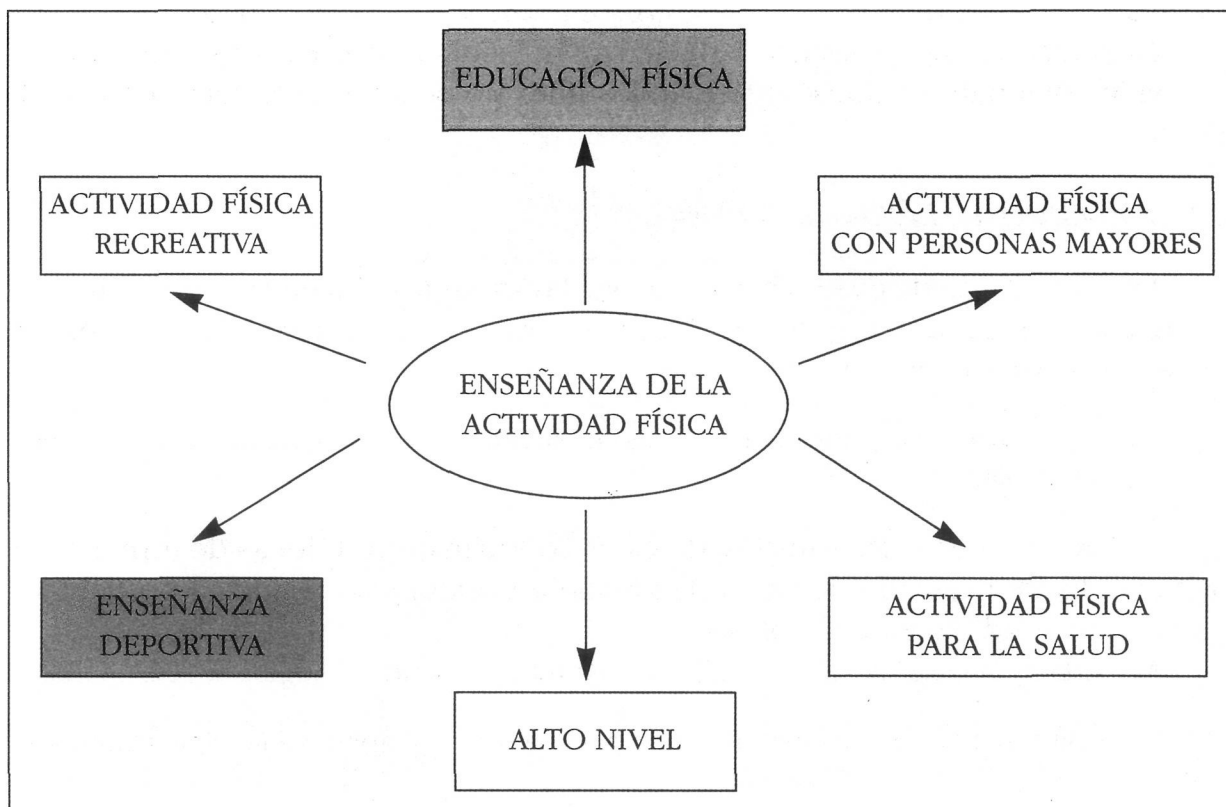 EDUCACIÓN FÍSICA
ACTIVIDAD FÍSICA
RECREATIVA
ACTIVIDAD FÍSICA
CON PERSONAS MAYORES
ENSEÑANZA DE LA
ACTIVIDAD FÍSICA
ENSEÑANZA
DEPORTIVA
ACTIVIDAD FÍSICA
PARA LA SALUD
ALTO NIVEL